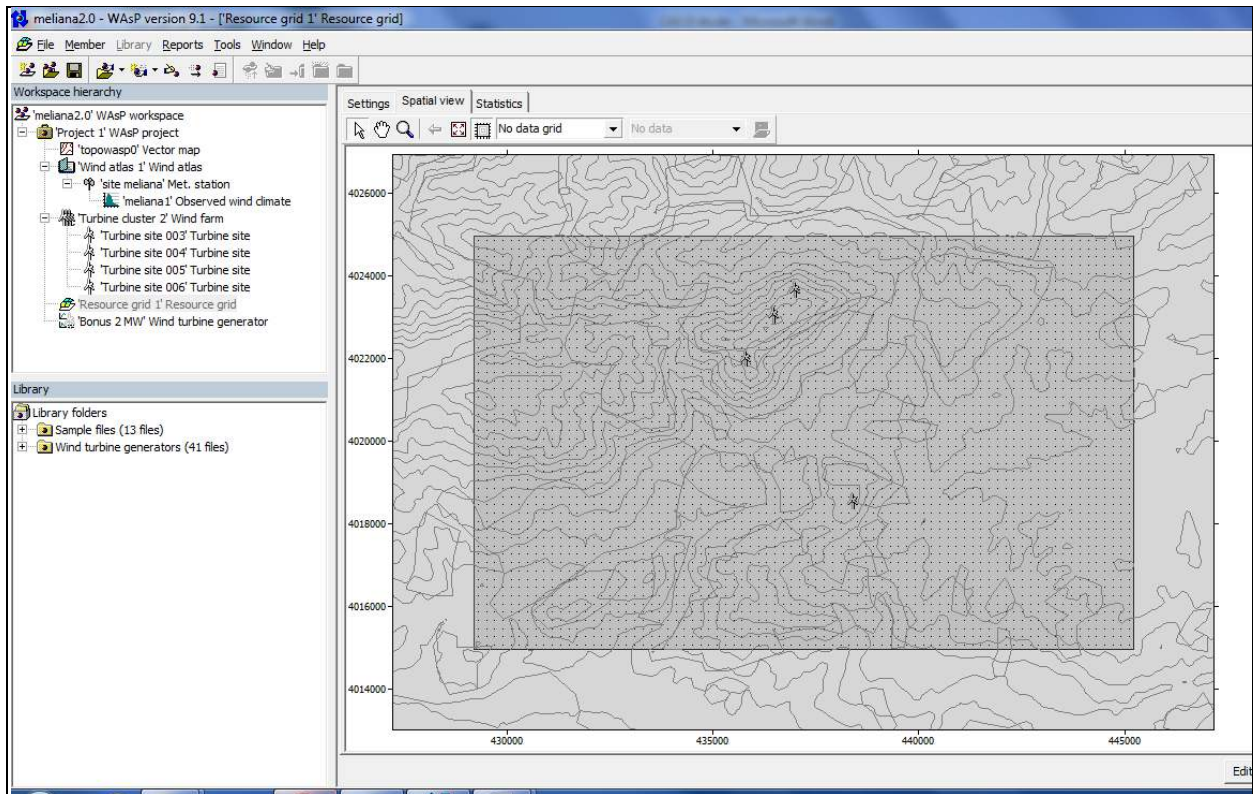 meliana2.0 - WAsP version 9.1 - ['Resource grid 1' Resource grid]
File Member Library Reports Tools Window Help
Workspace hierarchy
'meliana2.0' WAsP workspace
'Project 1' WAsP project
'topowasp0' Vector map
'Wind atlas 1' Wind atlas
'site meliana' Met. station
'meliana1' Observed wind climate
'Turbine cluster 2' Wind farm
'Turbine site 003' Turbine site
'Turbine site 004' Turbine site
'Turbine site 005' Turbine site
'Turbine site 006' Turbine site
'Resource grid 1' Resource grid
'Bonus 2 MW' Wind turbine generator
Library
Library folders
Sample files (13 files)
Wind turbine generators (41 files)
Settings Spatial view Statistics
No data grid No data
4026000
4024000
4022000
4020000
4018000
4016000
4014000
430000 435000 440000 445000
Edit